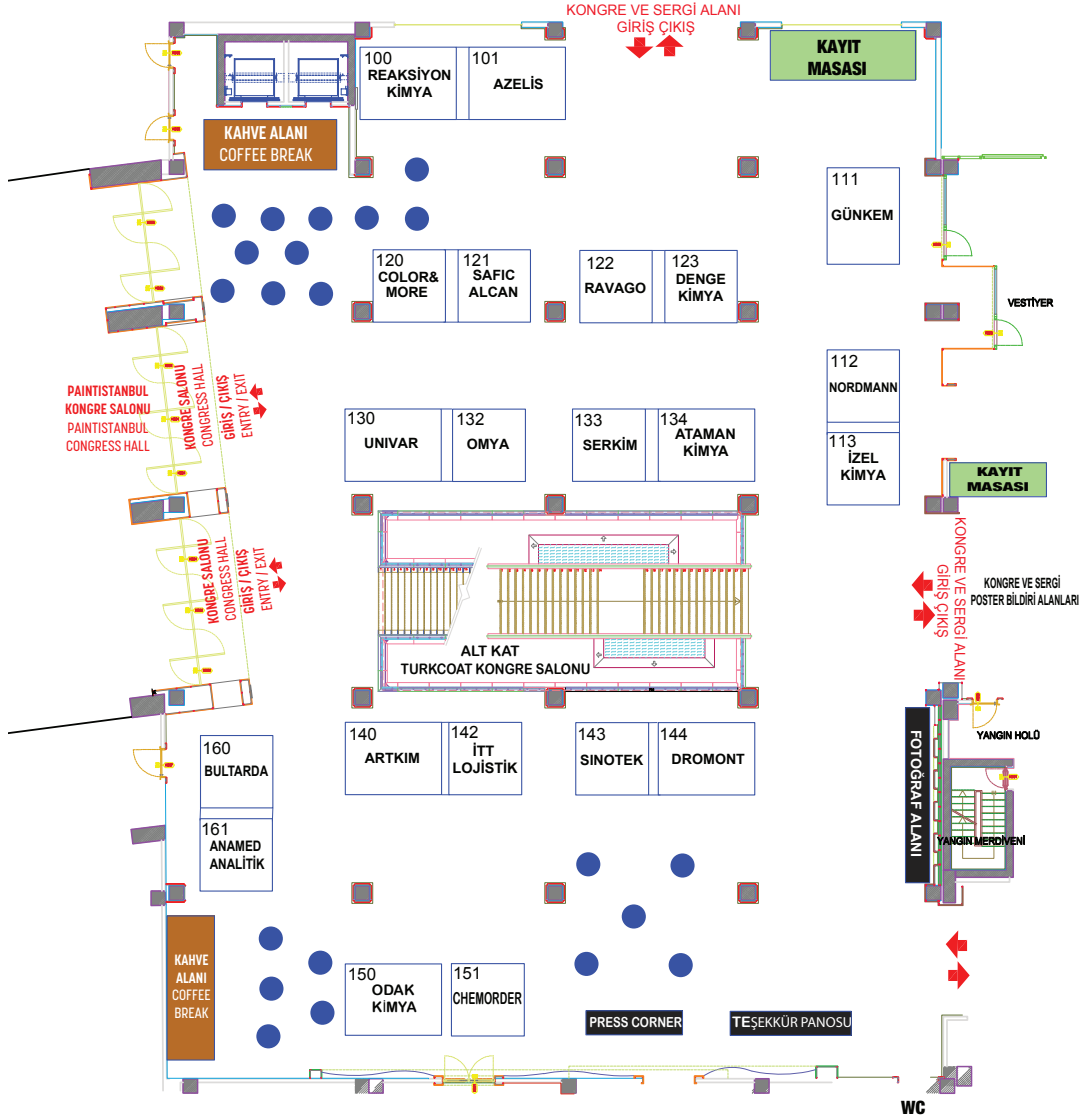 KONGRE VE SERGİ ALANI
GİRİŞ ÇIKIŞ
KAYIT
MASASI
100
REAKSİYON
KİMYA
101
AZELİS
KAHVE ALANI
COFFEE BREAK
111
GÜNKEM
120
COLOR&
MORE
121
SAFIC
ALCAN
122
RAVAGO
123
DENGE
KİMYA
VESTİYER
112
NORDMANN
113
İZEL
KİMYA
PAINTISTANBUL
KONGRE SALONU
PAINTISTANBUL
CONGRESS HALL
KONGRE SALONU
CONGRESS HALL
GİRİŞ / ÇIKIŞ
ENTRY / EXIT
130
UNIVAR
132
OMYA
133
SERKİM
134
ATAMAN
KİMYA
KAYIT
MASASI
KONGRE SALONU
CONGRESS HALL
GİRİŞ / ÇIKIŞ
ENTRY / EXIT
KONGRE VE SERGİ ALANI
GİRİŞ ÇIKIŞ
KONGRE VE SERGİ
POSTER BİLDİRİ ALANLARI
ALT KAT
TURKCOAT KONGRE SALONU
140
ARTKIM
142
İTT
LOJİSTİK
143
SINOTEK
144
DROMONT
160
BULTARDA
161
ANAMED
ANALİTİK
FOTOĞRAF ALANI
YANGIN HOLÜ
YANGIN MERDİVENİ
KAHVE
ALANI
COFFEE
BREAK
150
ODAK
KİMYA
151
CHEMORDER
PRESS CORNER
TEŞEKKÜR PANOSU
WC